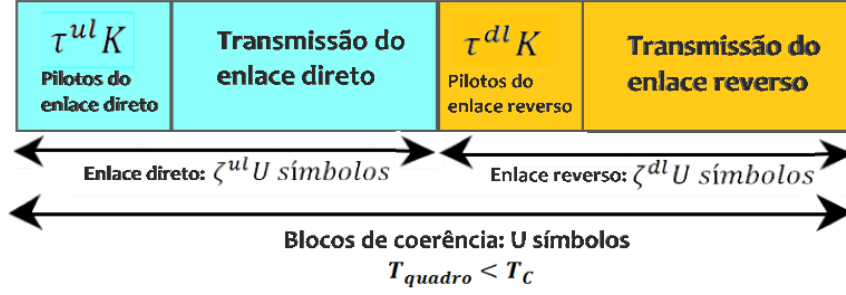 τ^{ul} K
Pilotos do
enlace direto
Transmissão do
enlace direto
τ^{dl} K
Pilotos do
enlace reverso
Transmissão do
enlace reverso
Enlace direto: ζ^{ul} U símbolos
Enlace reverso: ζ^{dl} U símbolos
Blocos de coerência: U símbolos
T_{quadro} < T_C